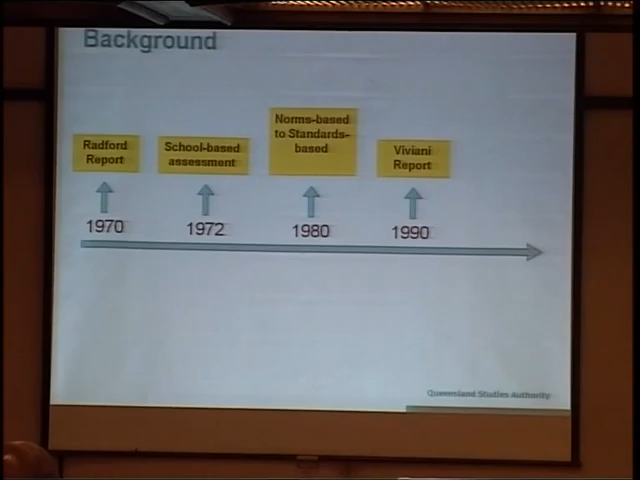 Background
Radford
Report
School-based
assessment
Norms-based
to Standards-
based
Viviani
Report
1970
1972
1980
1990
Queensland Studies Authority